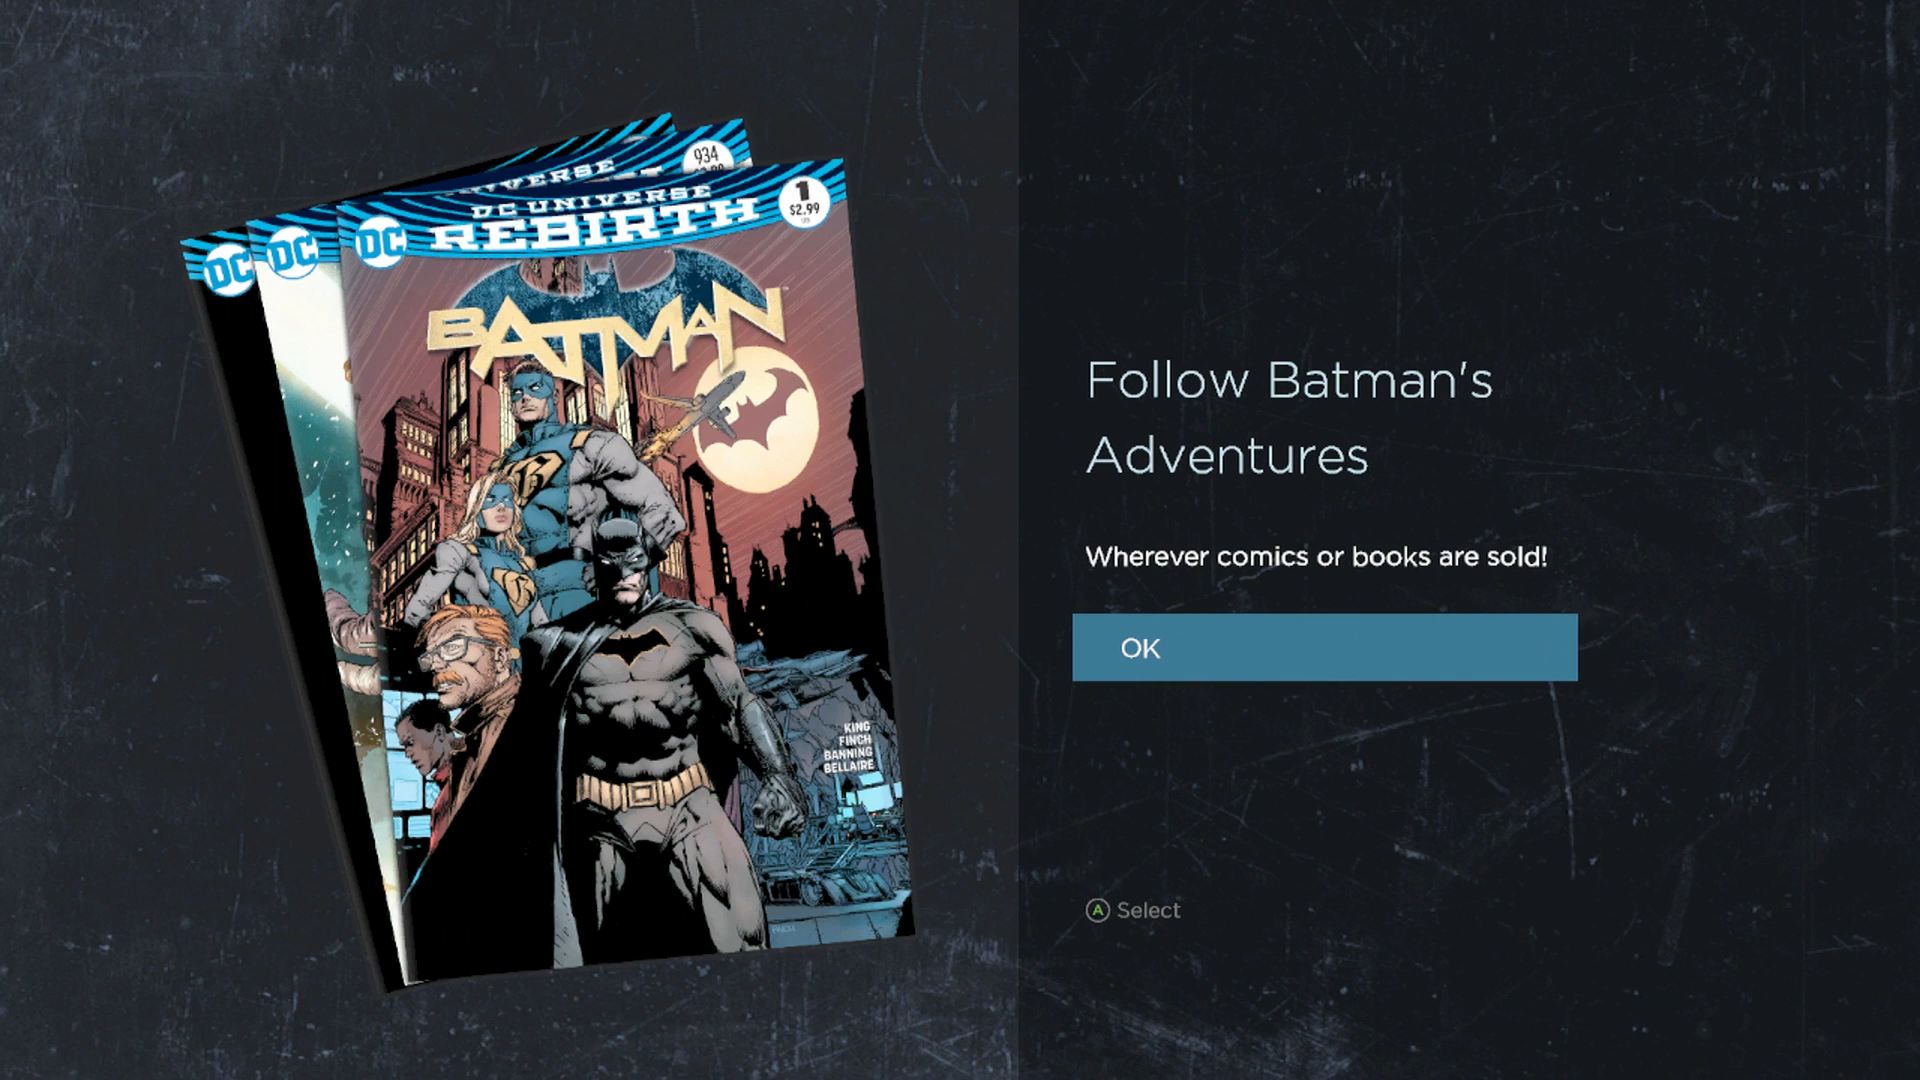 DC
DC
DC
934
DC UNIVERSE
REBIRTH
1
$2.99
US
BATMAN
KING
FINCH
BANNING
BELLAIRE
Follow Batman's
Adventures
Wherever comics or books are sold!
OK
A Select